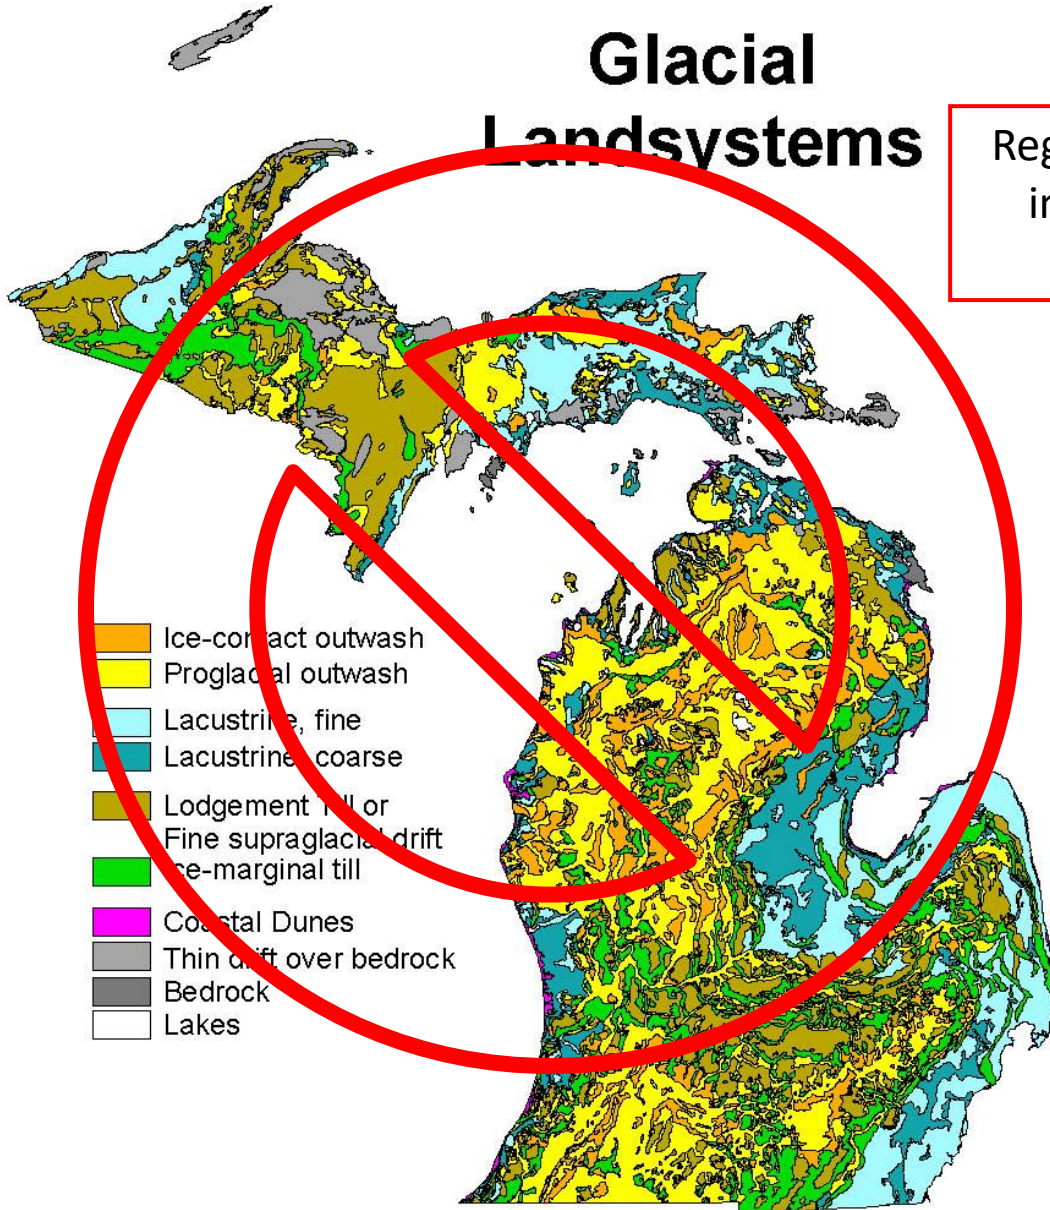 Glacial
Landsystems
Ice-contact outwash
Proglacial outwash
Lacustrine, fine
Lacustrine, coarse
Lodgement Till or
Fine supraglacial drift
Ice-marginal till
Coastal Dunes
Thin drift over bedrock
Bedrock
Lakes